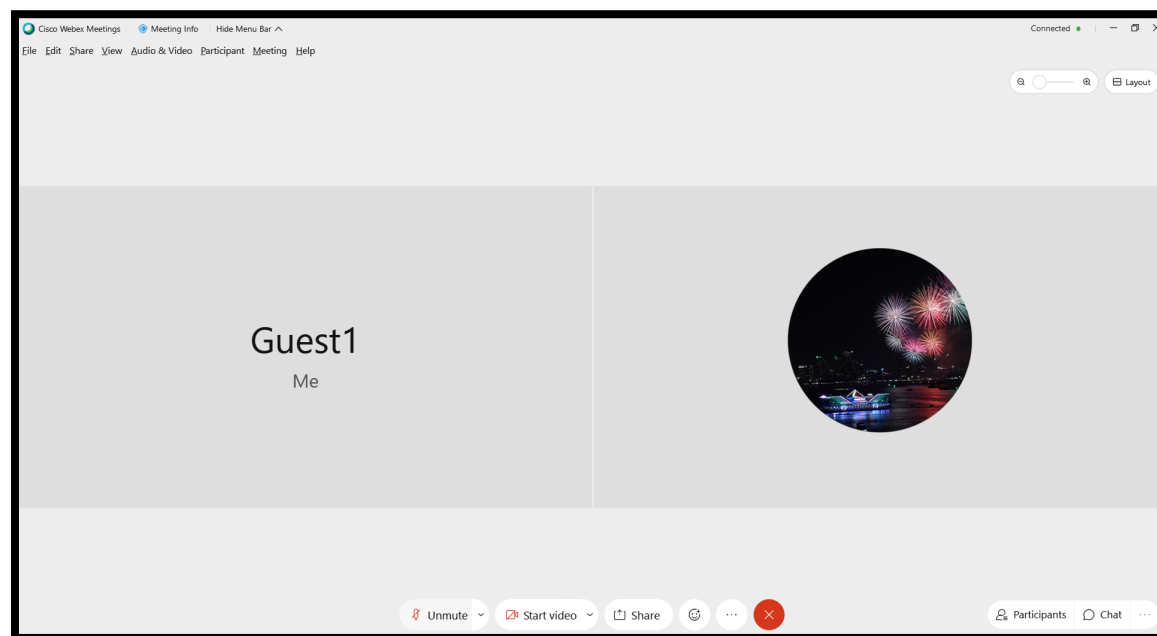 Cisco Webex Meetings Meeting Info Hide Menu Bar Connected
File Edit Share View Audio & Video Participant Meeting Help
Layout
Guest1
Me
Unmute Start video Share Participants Chat